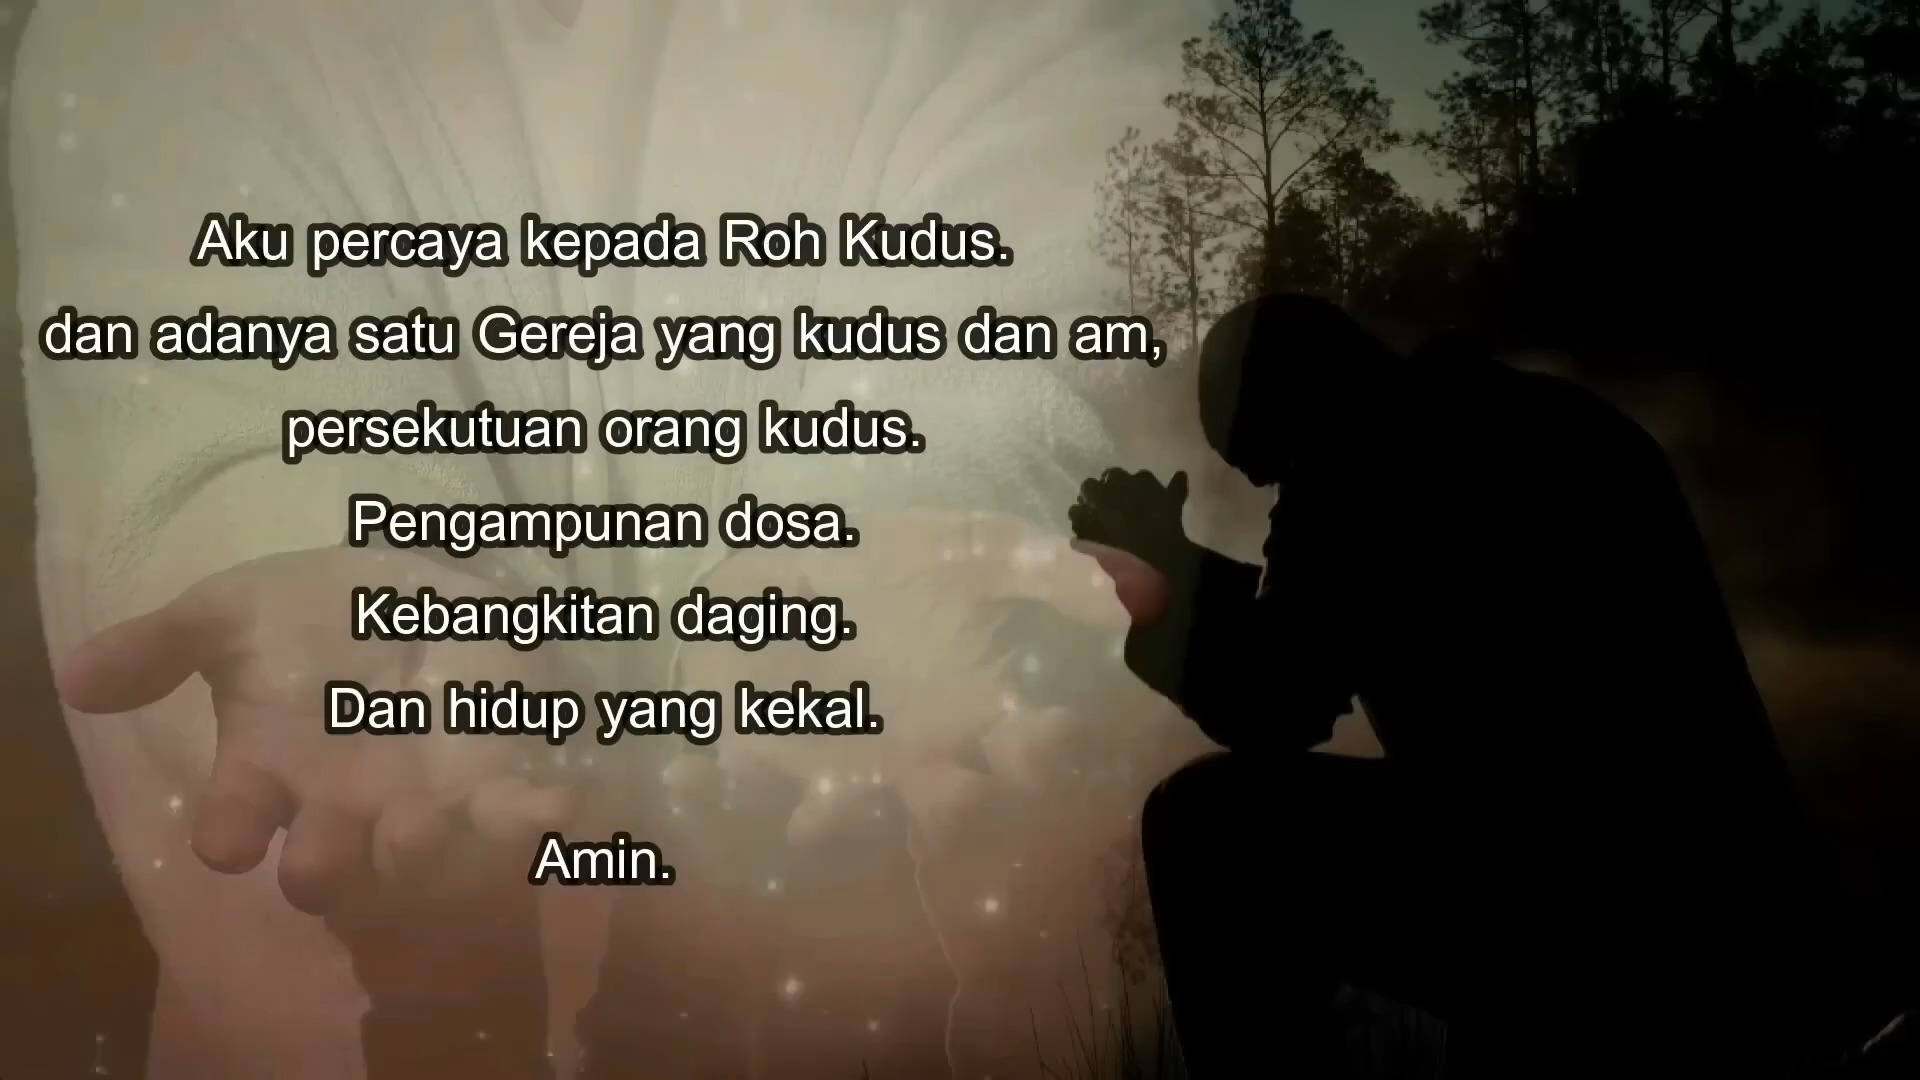 Aku percaya kepada Roh Kudus.
dan adanya satu Gereja yang kudus dan am,
persekutuan orang kudus.
Pengampunan dosa.
Kebangkitan daging.
Dan hidup yang kekal.
Amin.